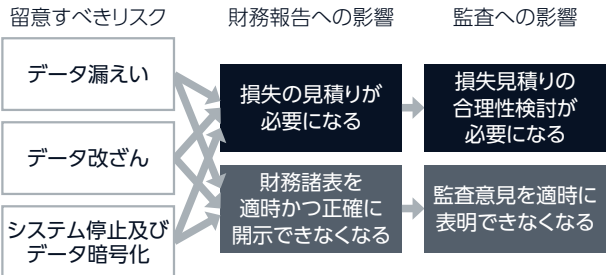 留意すべきリスク
財務報告への影響
監査への影響
データ漏えい
データ改ざん
システム停止及び
データ暗号化
損失の見積りが
必要になる
財務諸表を
適時かつ正確に
開示できなくなる
損失見積りの
合理性検討が
必要になる
監査意見を適時に
表明できなくなる